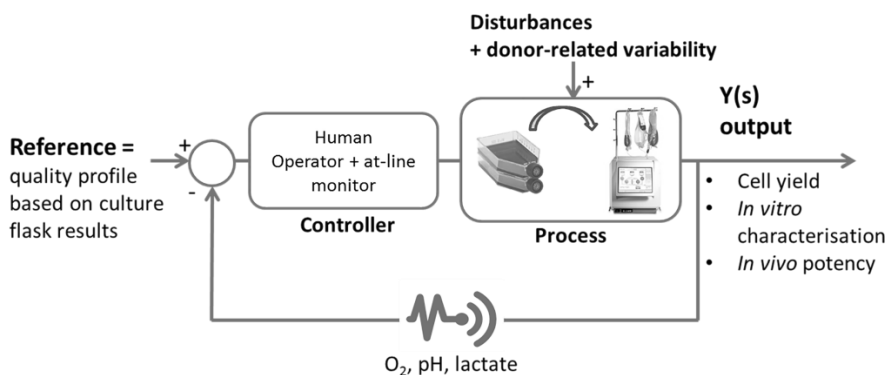 Disturbances
+ donor-related variability
+
Y(s)
output
Reference =
quality profile
based on culture
flask results
+
-
Human
Operator + at-line
monitor
Controller
Process
• Cell yield
• In vitro
characterisation
• In vivo potency
O₂, pH, lactate